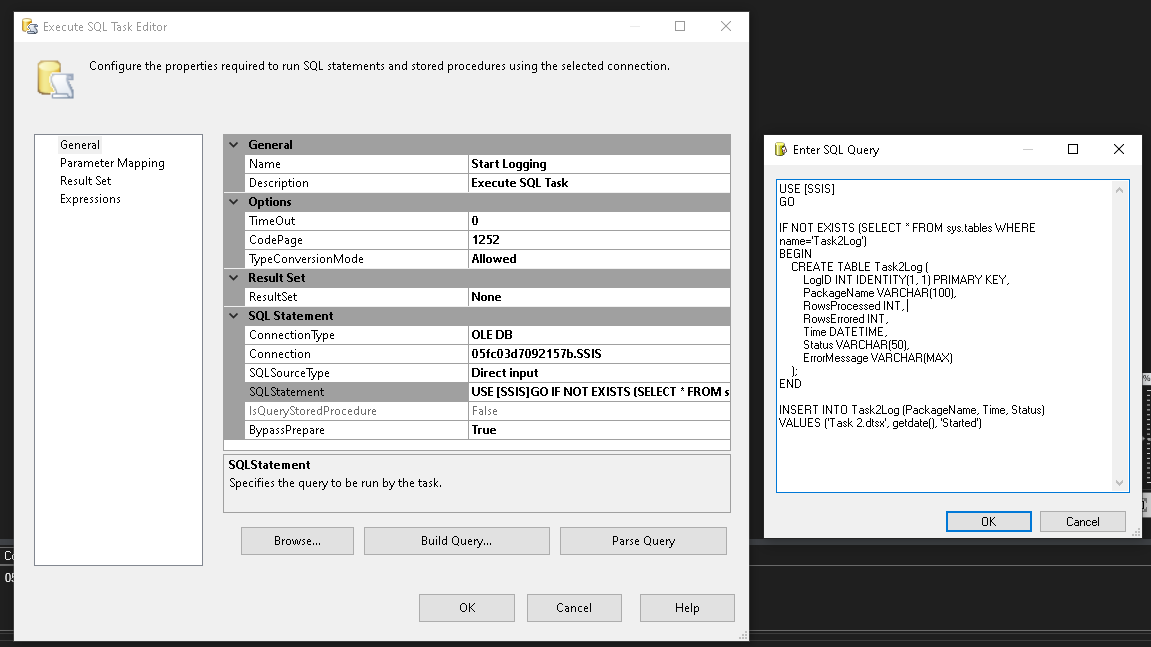 Execute SQL Task Editor
Configure the properties required to run SQL statements and stored procedures using the selected connection.
General
Parameter Mapping
Result Set
Expressions
General
Name Start Logging
Description Execute SQL Task
Options
TimeOut 0
CodePage 1252
TypeConversionMode Allowed
Result Set
ResultSet None
SQL Statement
ConnectionType OLE DB
Connection 05fc03d7092157b.SSIS
SQLSourceType Direct input
SQLStatement USE [SSIS]GO IF NOT EXISTS (SELECT * FROM s
IsQueryStoredProcedure False
BypassPrepare True
SQLStatement
Specifies the query to be run by the task.
Browse...
Build Query...
Parse Query
OK
Cancel
Help
Enter SQL Query
USE [SSIS]
GO
IF NOT EXISTS (SELECT * FROM sys.tables WHERE
name='Task2Log')
BEGIN
CREATE TABLE Task2Log (
LogID INT IDENTITY(1, 1) PRIMARY KEY,
PackageName VARCHAR(100),
RowsProcessed INT,
RowsErrored INT,
Time DATETIME,
Status VARCHAR(50),
ErrorMessage VARCHAR(MAX)
);
END
INSERT INTO Task2Log (PackageName, Time, Status)
VALUES ('Task 2.dtsx', getdate(), 'Started')
OK
Cancel
%